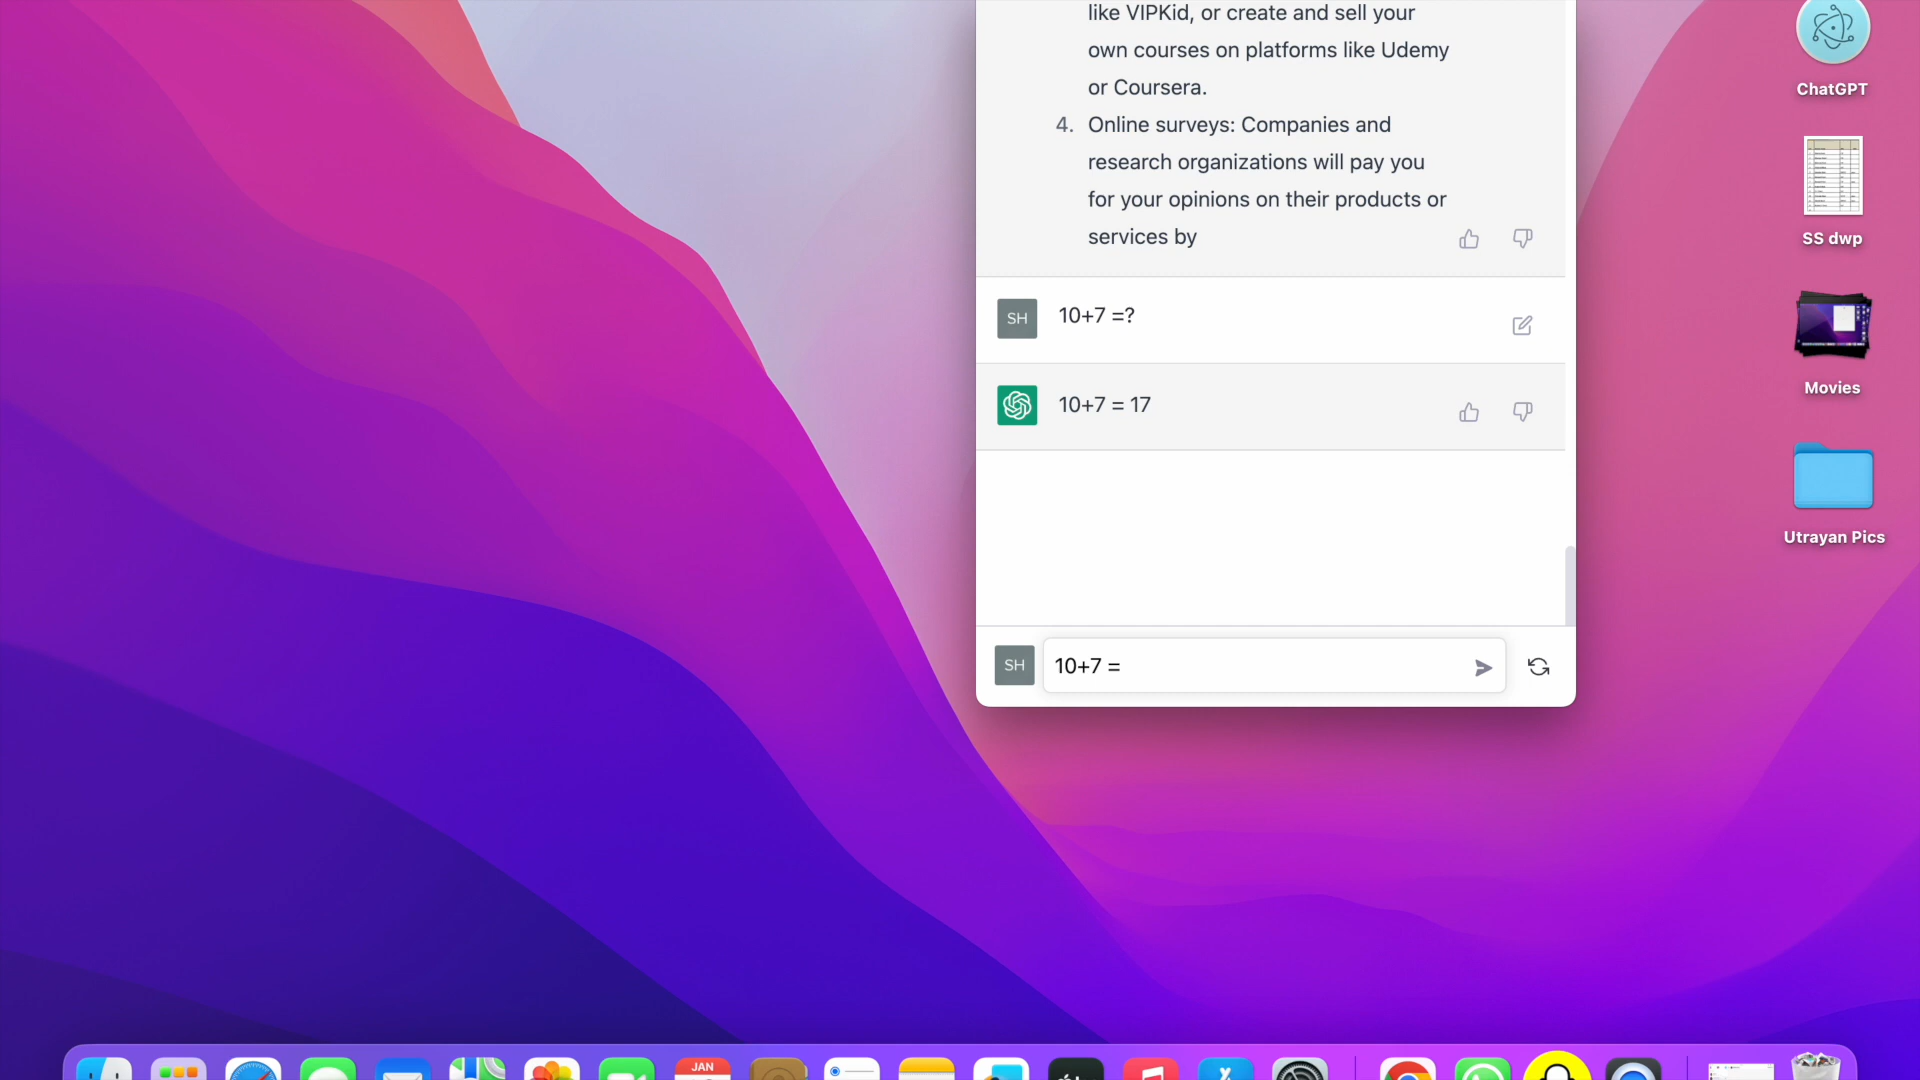 like VIPKid, or create and sell your
own courses on platforms like Udemy
or Coursera.
4. Online surveys: Companies and
research organizations will pay you
for your opinions on their products or
services by
SH
10+7 =?
10+7 = 17
SH
10+7 =
ChatGPT
SS dwp
Movies
Utrayan Pics
JAN